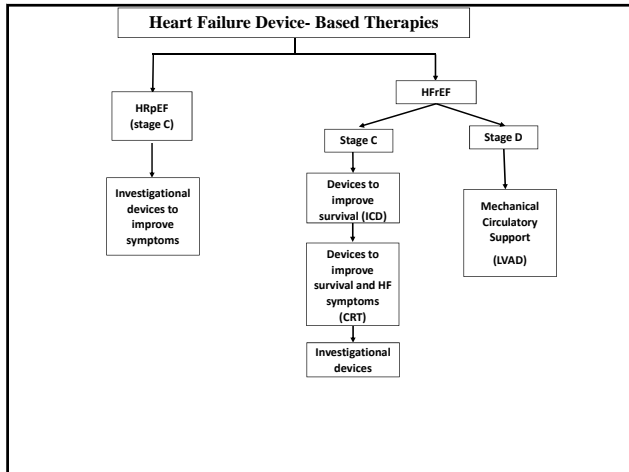 Heart Failure Device- Based Therapies
HRpEF
(stage C)
Investigational
devices to
improve
symptoms
HFrEF
Stage C
Stage D
Devices to
improve
survival (ICD)
Devices to
improve
survival and HF
symptoms
(CRT)
Investigational
devices
Mechanical
Circulatory
Support
(LVAD)